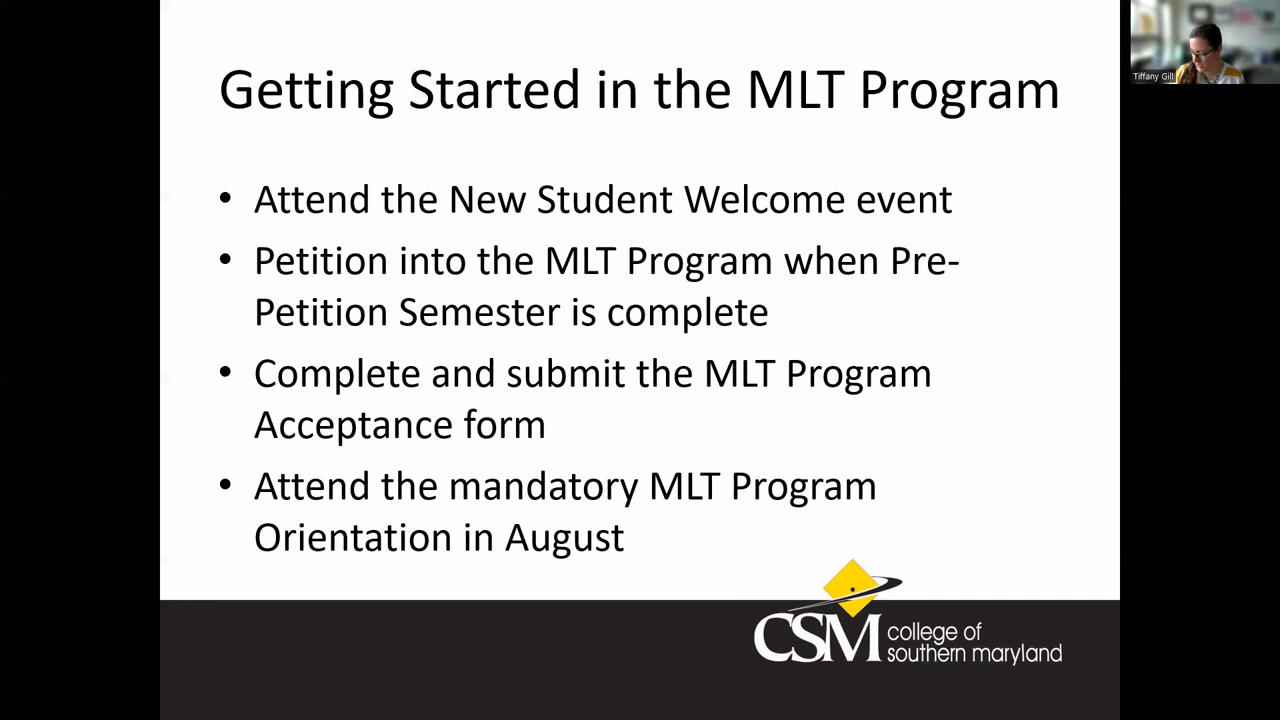 Getting Started in the MLT Program
• Attend the New Student Welcome event
• Petition into the MLT Program when Pre-
Petition Semester is complete
• Complete and submit the MLT Program
Acceptance form
• Attend the mandatory MLT Program
Orientation in August
CSM college of
southern maryland
Tiffany Gill